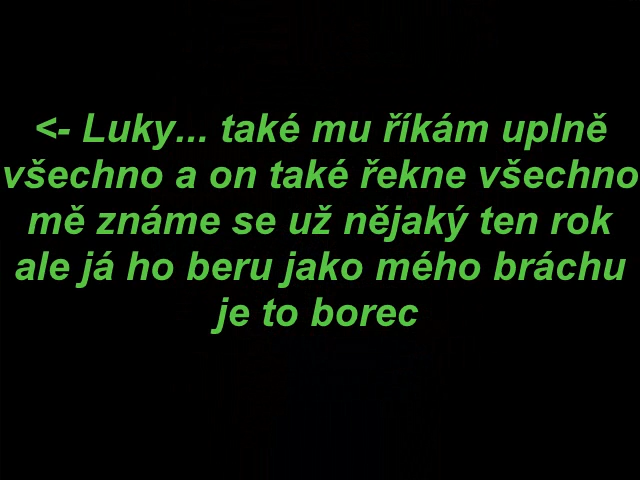 <- Luky... také mu říkám uplně
všechno a on také řekne všechno
mě známe se už nějaký ten rok
ale já ho beru jako mého bráchu
je to borec